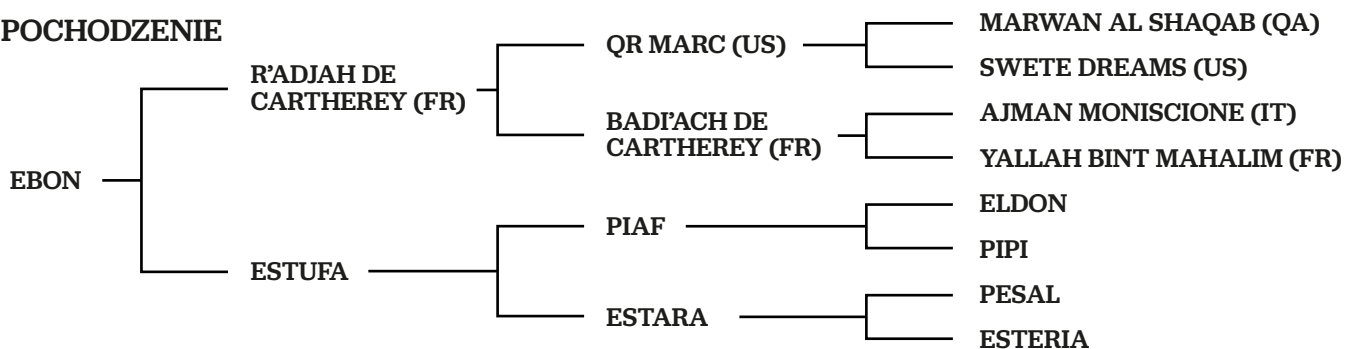 POCHODZENIE
EBON
R’ADJAH DE
CARTHEREY (FR)
ESTUFA
QR MARC (US)
BADI’ACH DE
CARTHEREY (FR)
PIAF
ESTARA
MARWAN AL SHAQAB (QA)
SWETE DREAMS (US)
AJMAN MONISCIONE (IT)
YALLAH BINT MAHALIM (FR)
ELDON
PIPI
PESAL
ESTERIA